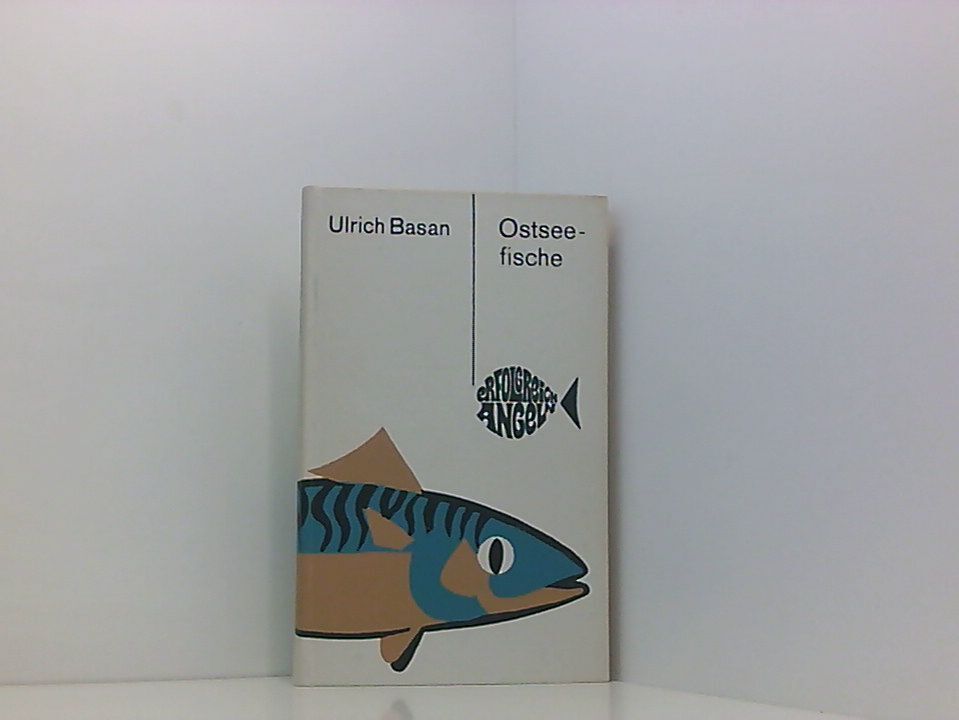 Ulrich Basan
Ostsee-
fische
ERFOLGREICH
ANGELN